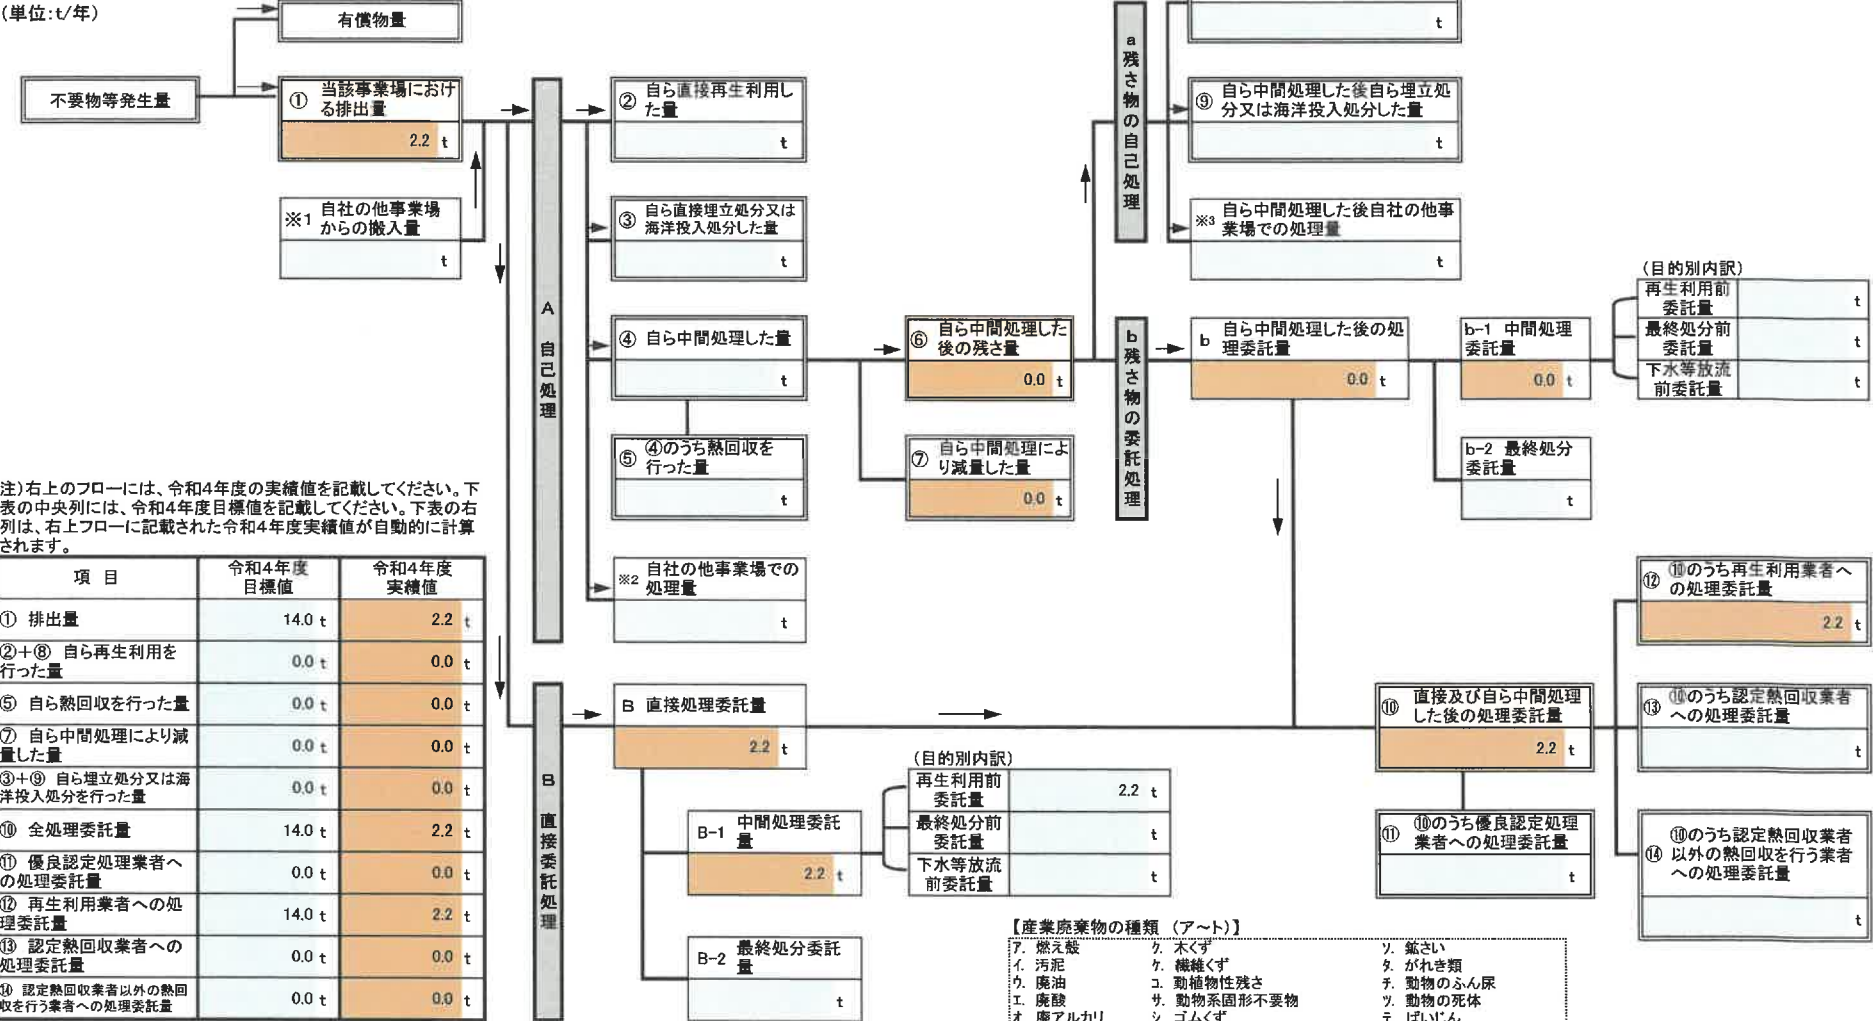 (単位:t/年)
有償物量
不要物等発生量
① 当該事業場におけ
る排出量
2.2 t
※1 自社の他事業場
からの搬入量
t
A 自己処理
② 自ら直接再生利用し
た量
t
③ 自ら直接埋立処分又は
海洋投入処分した量
t
④ 自ら中間処理した量
t
⑤ ④のうち熱回収を
行った量
t
※2 自社の他事業場での
処理量
t
⑥ 自ら中間処理した
後の残さ量
0.0 t
⑦ 自ら中間処理によ
り減量した量
0.0 t
a 残さ物の自己処理
t
⑨ 自ら中間処理した後自ら埋立処
分又は海洋投入処分した量
t
※3 自ら中間処理した後自社の他事
業場での処理量
t
b 残さ物の委託処理
b 自ら中間処理した後の処
理委託量
0.0 t
b-1 中間処理
委託量
0.0 t
(目的別内訳)
再生利用前
委託量 t
最終処分前
委託量 t
下水等放流
前委託量 t
b-2 最終処分
委託量
t
注)右上のフローには、令和4年度の実績値を記載してください。下
表の中央列には、令和4年度目標値を記載してください。下表の右
列は、右上フローに記載された令和4年度実績値が自動的に計算
されます。
項 目 令和4年度
目標値 令和4年度
実績値
① 排出量 14.0 t 2.2 t
②+⑧ 自ら再生利用を
行った量 0.0 t 0.0 t
⑤ 自ら熱回収を行った量 0.0 t 0.0 t
⑦ 自ら中間処理により減
量した量 0.0 t 0.0 t
③+⑨ 自ら埋立処分又は海
洋投入処分を行った量 0.0 t 0.0 t
⑩ 全処理委託量 14.0 t 2.2 t
⑪ 優良認定処理業者へ
の処理委託量 0.0 t 0.0 t
⑫ 再生利用業者への処
理委託量 14.0 t 2.2 t
⑬ 認定熱回収業者への
処理委託量 0.0 t 0.0 t
⑭ 認定熱回収業者以外の熱回
収を行う業者への処理委託量 0.0 t 0.0 t
B 直接委託処理
B 直接処理委託量
2.2 t
B-1 中間処理委託
量
2.2 t
(目的別内訳)
再生利用前
委託量 2.2 t
最終処分前
委託量 t
下水等放流
前委託量 t
B-2 最終処分委託
量
t
⑩ 直接及び自ら中間処理
した後の処理委託量
2.2 t
⑪ ⑩のうち優良認定処理
業者への処理委託量
t
⑫ ⑩のうち再生利用業者へ
の処理委託量
2.2 t
⑬ ⑩のうち認定熱回収業者
への処理委託量
t
⑭ ⑩のうち認定熱回収業者
以外の熱回収を行う業者
への処理委託量
t
【産業廃棄物の種類 (ア~ト)】
ア. 燃え殻 ク. 木くず ソ. 鉱さい
イ. 汚泥 ケ. 繊維くず タ. がれき類
ウ. 廃油 コ. 動植物性残さ チ. 動物のふん尿
エ. 廃酸 サ. 動物系固形不要物 ツ. 動物の死体
オ. 廃アルカリ シ. ゴムくず テ. ばいじん